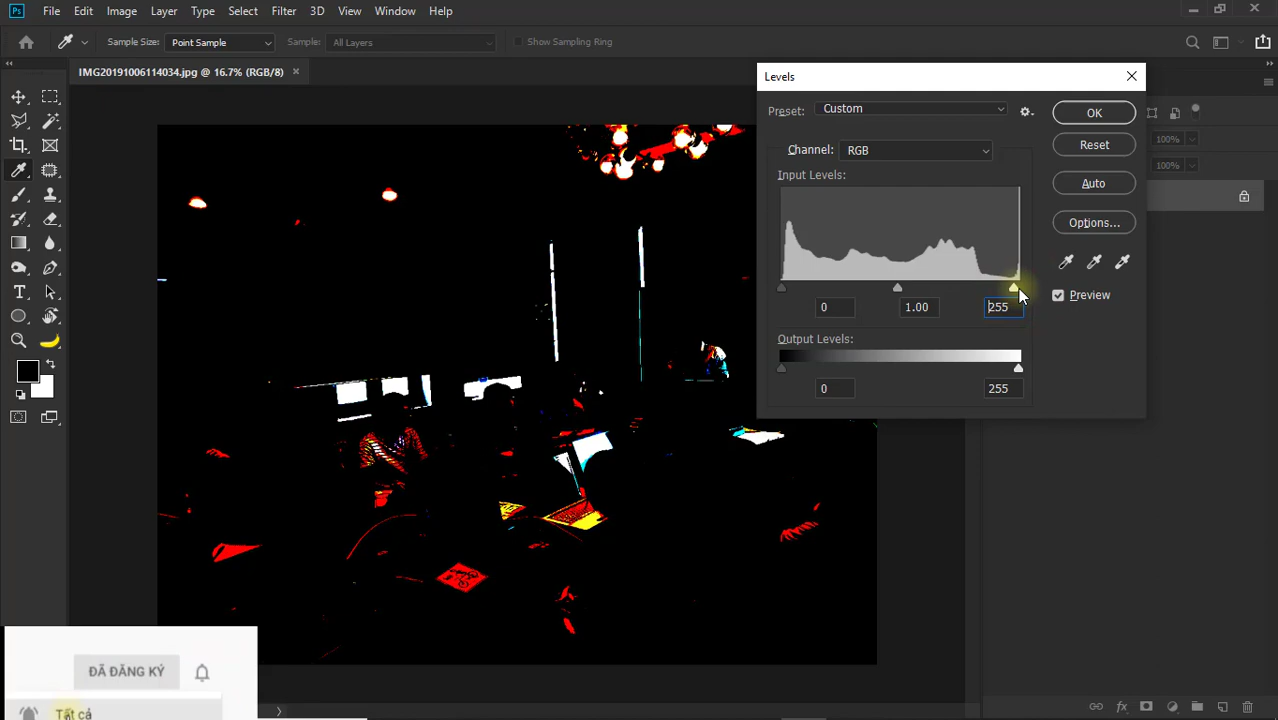 Ps File Edit Image Layer Type Select Filter 3D View Window Help
Sample Size: Point Sample Sample: All Layers Show Sampling Ring
IMG20191006114034.jpg @ 16.7% (RGB/8) ×
Levels
Preset: Custom
OK
Channel: RGB
Reset
Input Levels:
Auto
Options...
Preview
0 1.00 255
Output Levels:
0 255
100%
100%
ĐÃ ĐĂNG KÝ
Tất cả